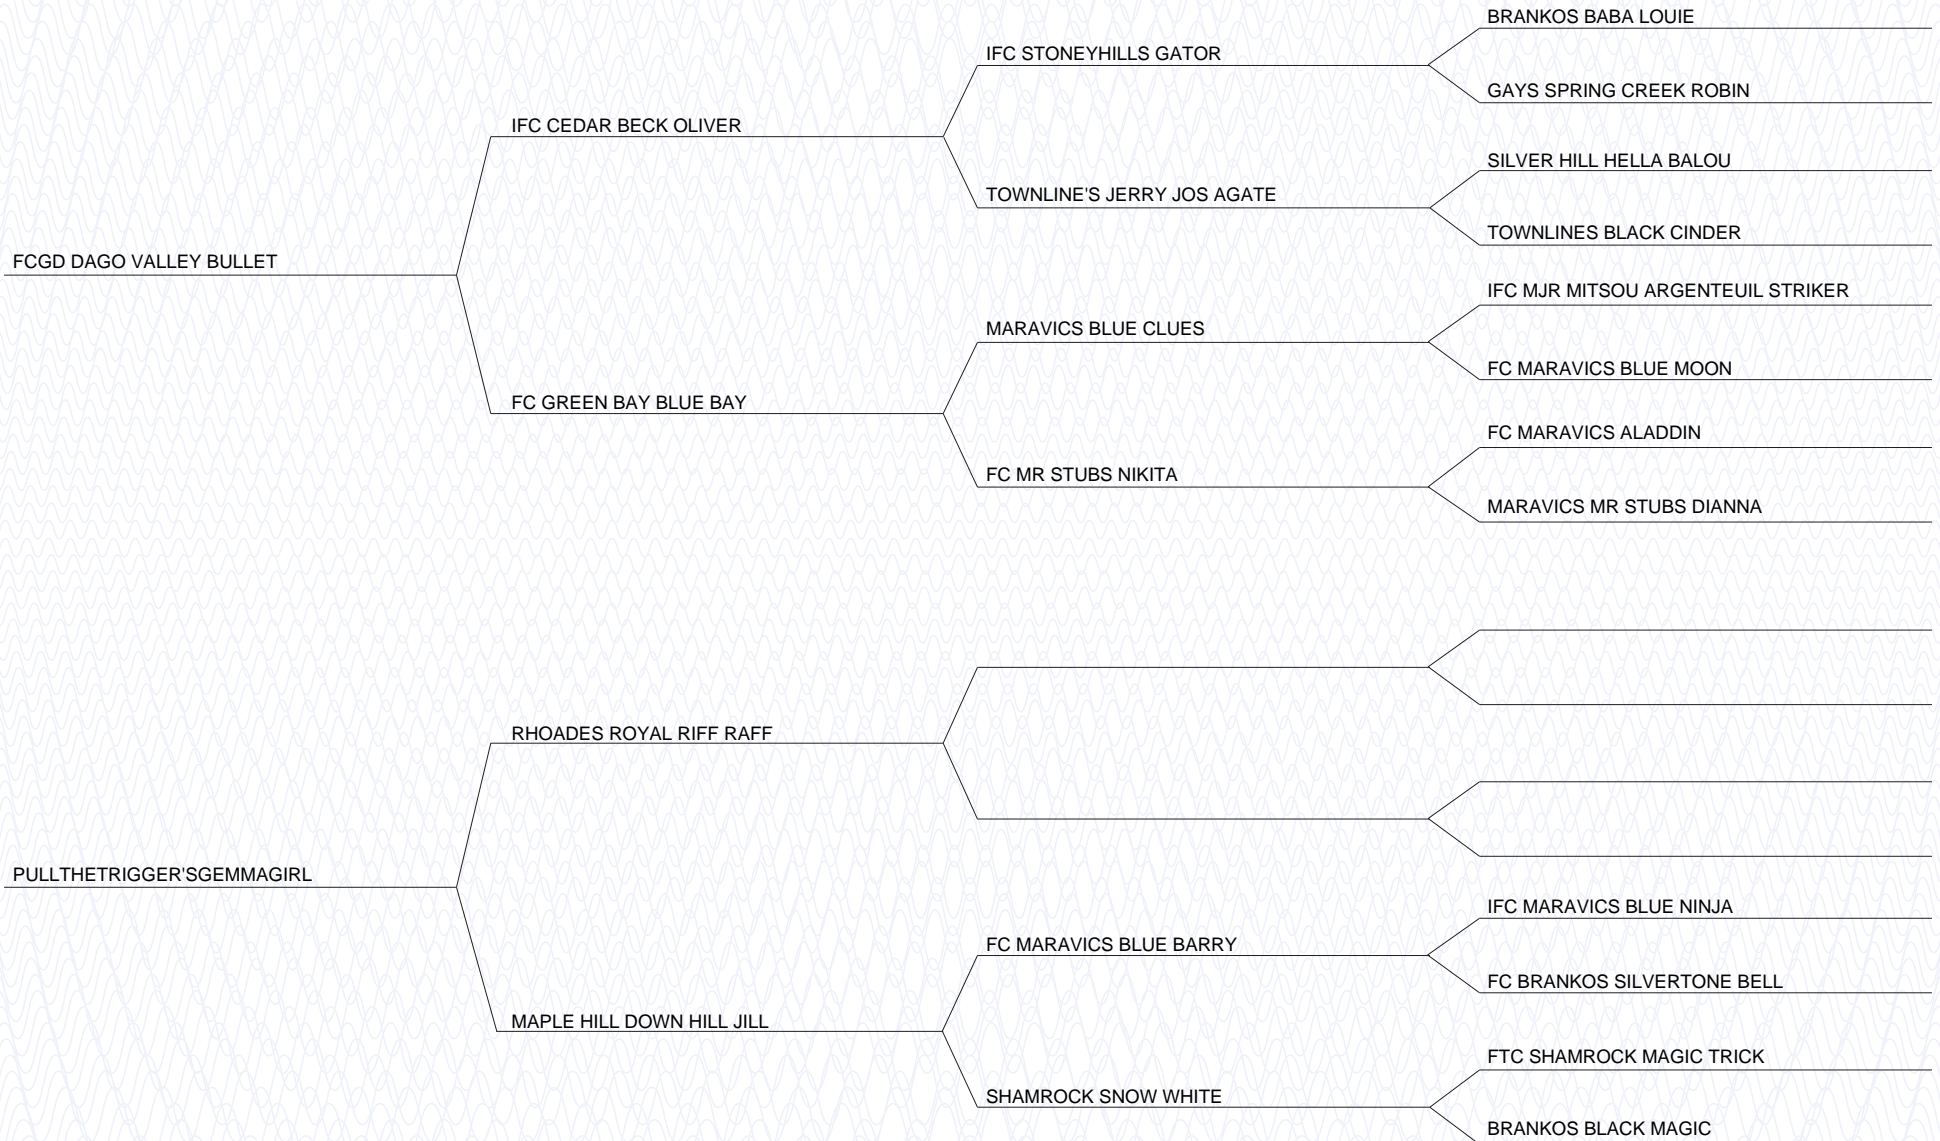 BRANKOS BABA LOUIE
IFC STONEYHILLS GATOR
GAYS SPRING CREEK ROBIN
IFC CEDAR BECK OLIVER
SILVER HILL HELLA BALOU
TOWNLINE'S JERRY JOS AGATE
TOWNLINES BLACK CINDER
FCGD DAGO VALLEY BULLET
IFC MJR MITSOU ARGENTEUIL STRIKER
MARAVICS BLUE CLUES
FC MARAVICS BLUE MOON
FC GREEN BAY BLUE BAY
FC MARAVICS ALADDIN
FC MR STUBS NIKITA
MARAVICS MR STUBS DIANNA
RHOADES ROYAL RIFF RAFF
PULLTHETRIGGER'SGEMMAGIRL
IFC MARAVICS BLUE NINJA
FC MARAVICS BLUE BARRY
FC BRANKOS SILVERTONE BELL
MAPLE HILL DOWN HILL JILL
FTC SHAMROCK MAGIC TRICK
SHAMROCK SNOW WHITE
BRANKOS BLACK MAGIC